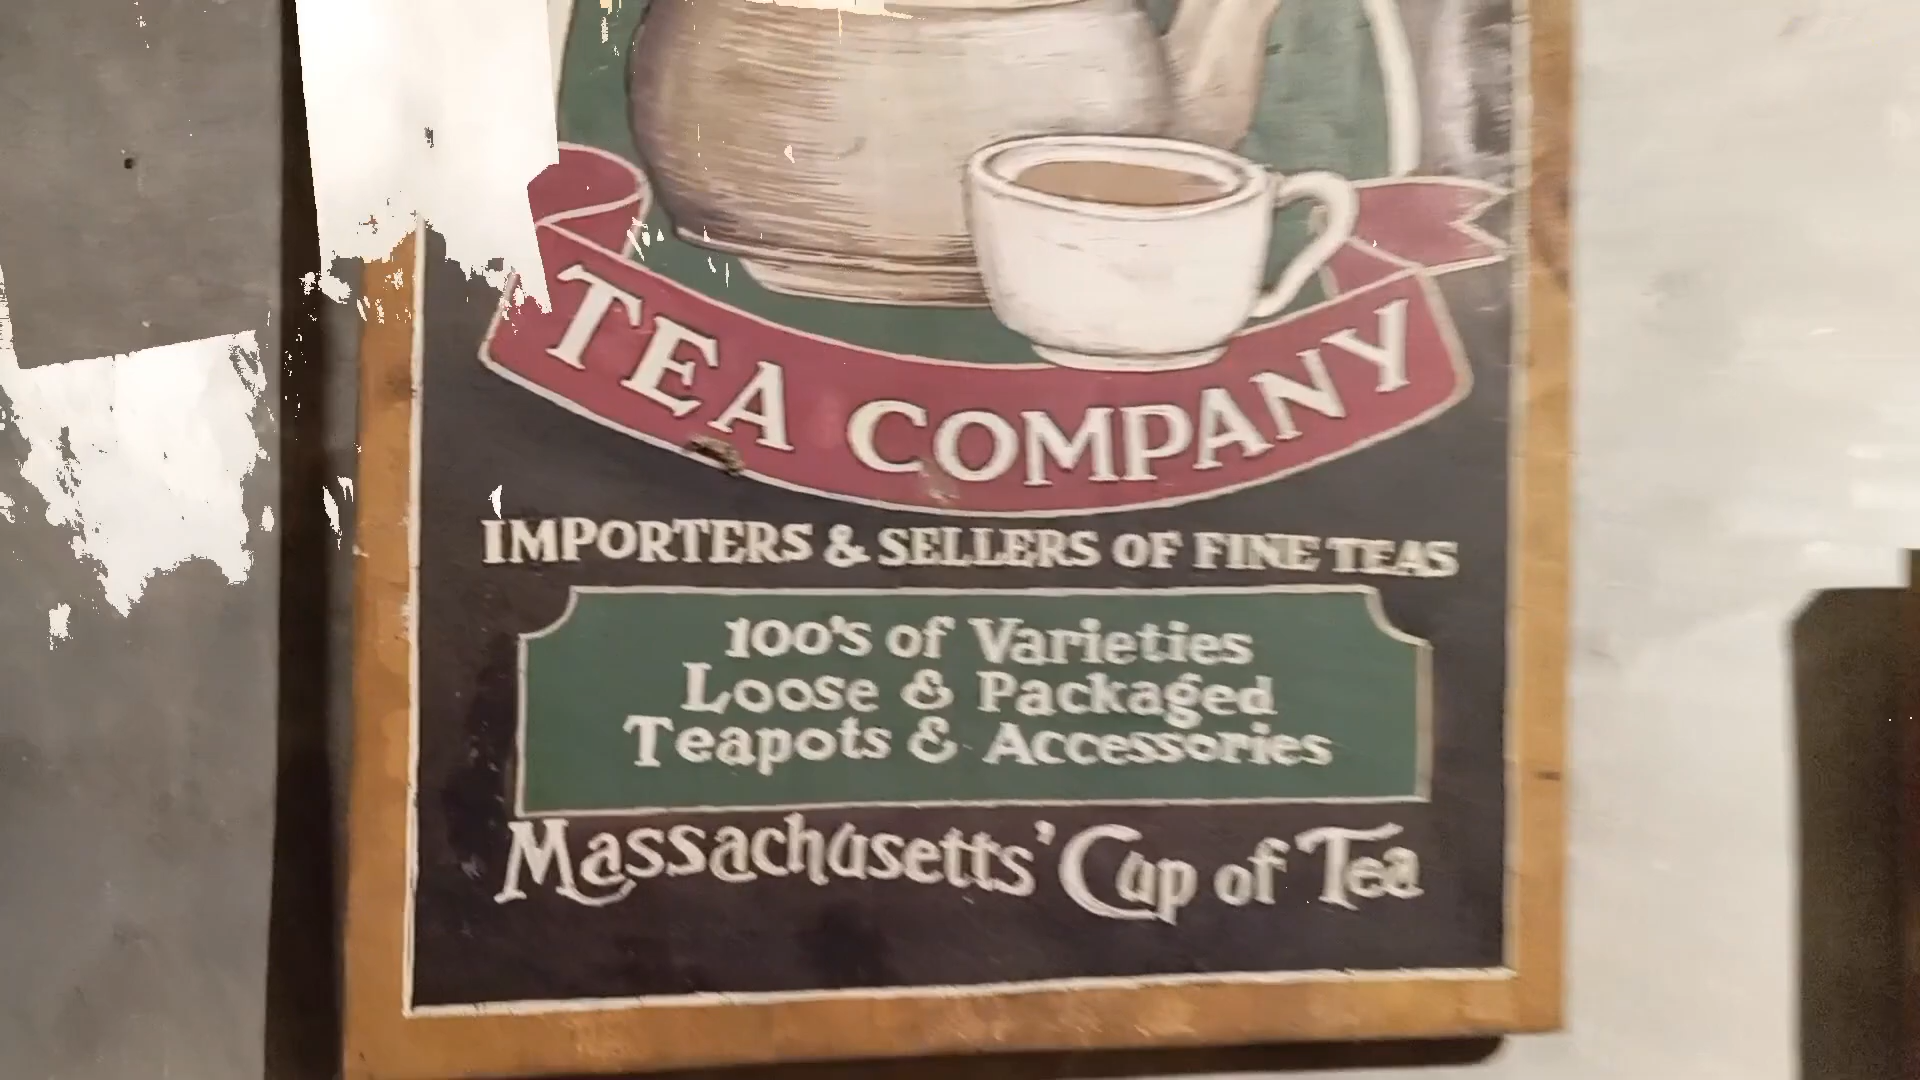 TEA COMPANY
IMPORTERS & SELLERS OF FINE TEAS
100's of Varieties
Loose & Packaged
Teapots & Accessories
Massachusetts' Cup of Tea